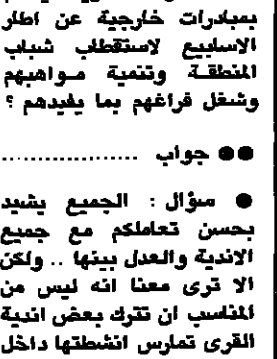 بمبادرات خارجية عن اطار
الاسابيع لاستقطاب شباب
المنطقة وتنمية مواهبهم
وشغل فراغهم بما يفيدهم ؟
●● جواب ..................
● سؤال : الجميع يشيد
بحسن تعاملكم مع جميع
الاندية والعدل بينها .. ولكن
الا ترى معنا انه ليس من
المناسب ان تترك بعض اندية
القرى تمارس انشطتها داخل